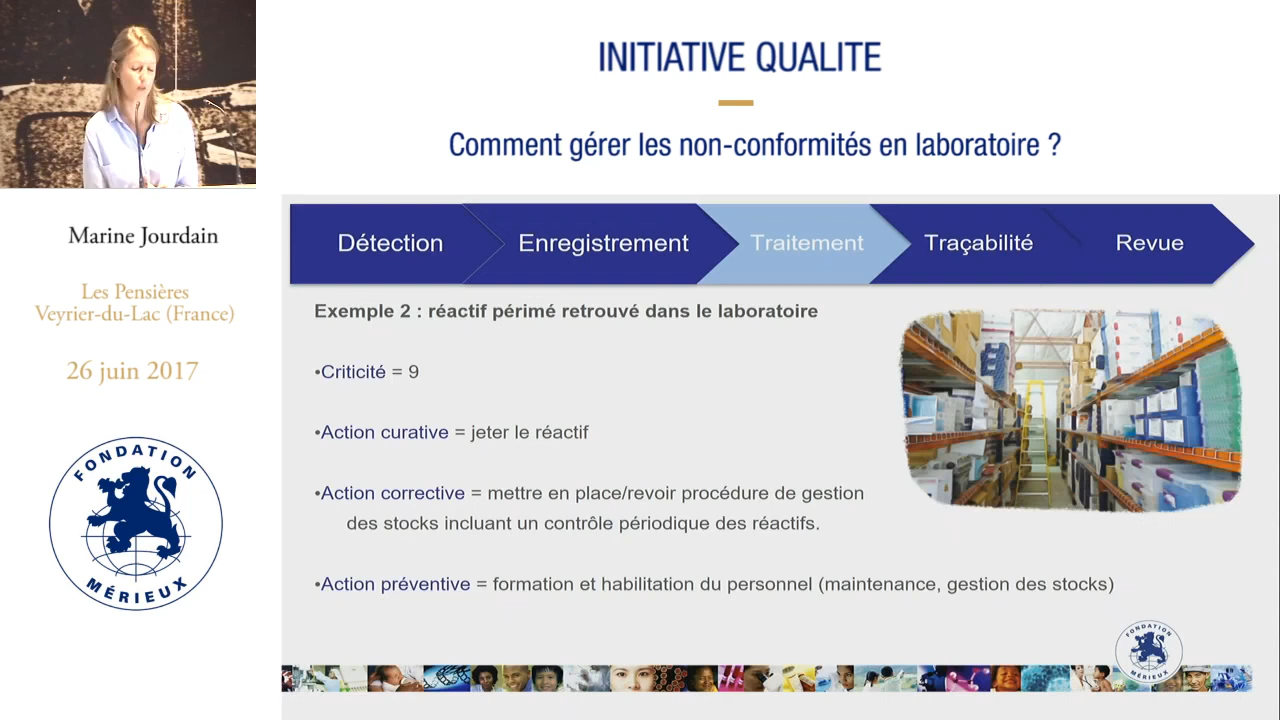 INITIATIVE QUALITE
Comment gérer les non-conformités en laboratoire ?
Marine Jourdain
Les Pensières
Veyrier-du-Lac (France)
26 juin 2017
FONDATION
MÉRIEUX
Détection
Enregistrement
Traitement
Traçabilité
Revue
Exemple 2 : réactif périmé retrouvé dans le laboratoire
•Criticité = 9
•Action curative = jeter le réactif
•Action corrective = mettre en place/revoir procédure de gestion
des stocks incluant un contrôle périodique des réactifs.
•Action préventive = formation et habilitation du personnel (maintenance, gestion des stocks)
FONDATION
MÉRIEUX